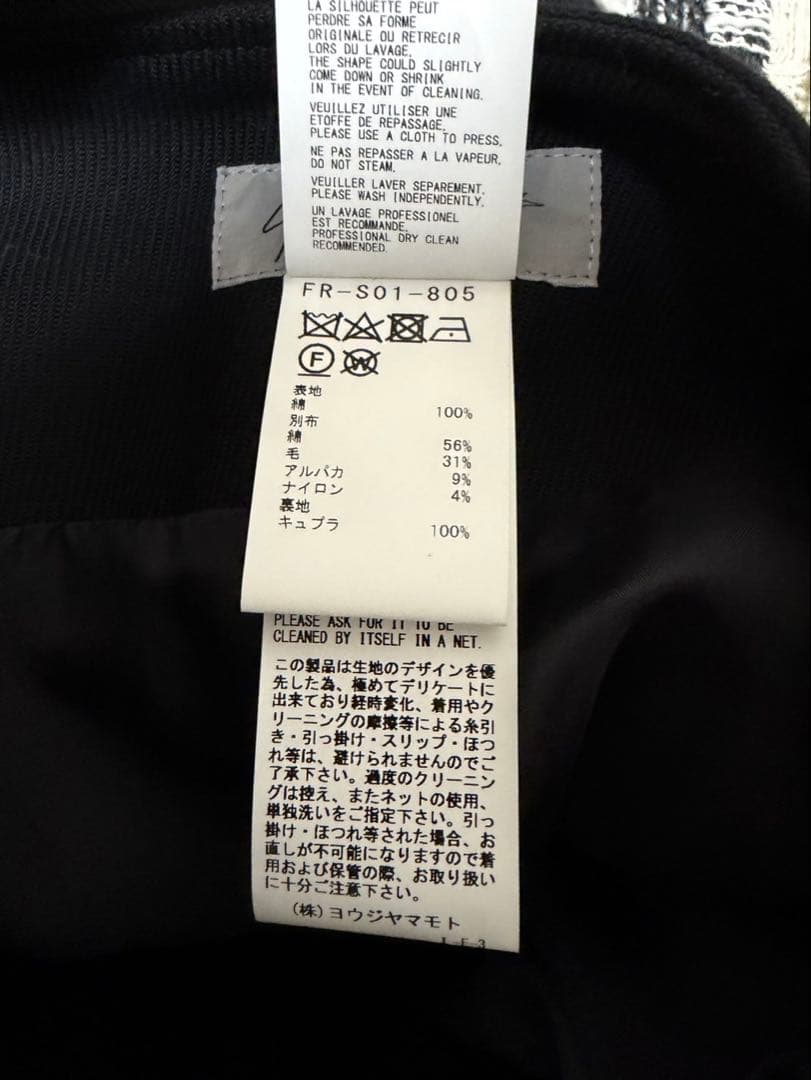 LA SILHOUETTE PEUT
PERDRE SA FORME
ORIGINALE OU RETRECIR
LORS DU LAVAGE.
THE SHAPE COULD SLIGHTLY
COME DOWN OR SHRINK
IN THE EVENT OF CLEANING.
VEUILLEZ UTILISER UNE
ETOFFE DE REPASSAGE.
PLEASE USE A CLOTH TO PRESS.
NE PAS REPASSER A LA VAPEUR.
DO NOT STEAM.
VEUILLER LAVER SEPAREMENT.
PLEASE WASH INDEPENDENTLY.
UN LAVAGE PROFESSIONEL
EST RECOMMANDE.
PROFESSIONAL DRY CLEAN
RECOMMENDED.
FR-S01-805
F W
表地
綿 100%
別布
綿 56%
毛 31%
アルパカ 9%
ナイロン 4%
裏地
キュプラ 100%
PLEASE ASK FOR IT TO BE
CLEANED BY ITSELF IN A NET.
この製品は生地のデザインを優
先した為、極めてデリケートに
出来ており経時変化、着用やク
リーニングの摩擦等による糸引
き・引っ掛け・スリップ・ほつ
れ等は、避けられませんのでご
了承下さい。過度のクリーニン
グは控え、またネットの使用、
単独洗いをご指定下さい。引っ
掛け・ほつれ等された場合、お
直しが不可能になりますので着
用および保管の際、お取り扱い
に十分ご注意下さい。
(株)ヨウジヤマモト
I-F-3